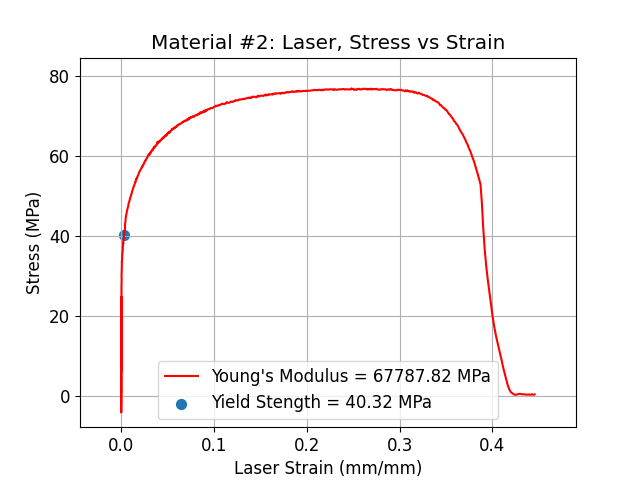 Material #2: Laser, Stress vs Strain
80
60
40
20
0
Stress (MPa)
Young's Modulus = 67787.82 MPa
Yield Stength = 40.32 MPa
0.0 0.1 0.2 0.3 0.4
Laser Strain (mm/mm)